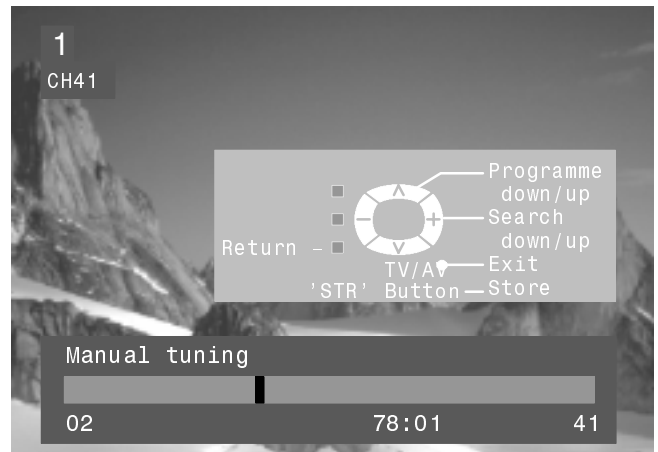 1
CH41
Programme
down/up
Search
down/up
Return
Exit
TV/AV
'STR' Button
Store
Manual tuning
02 78:01 41